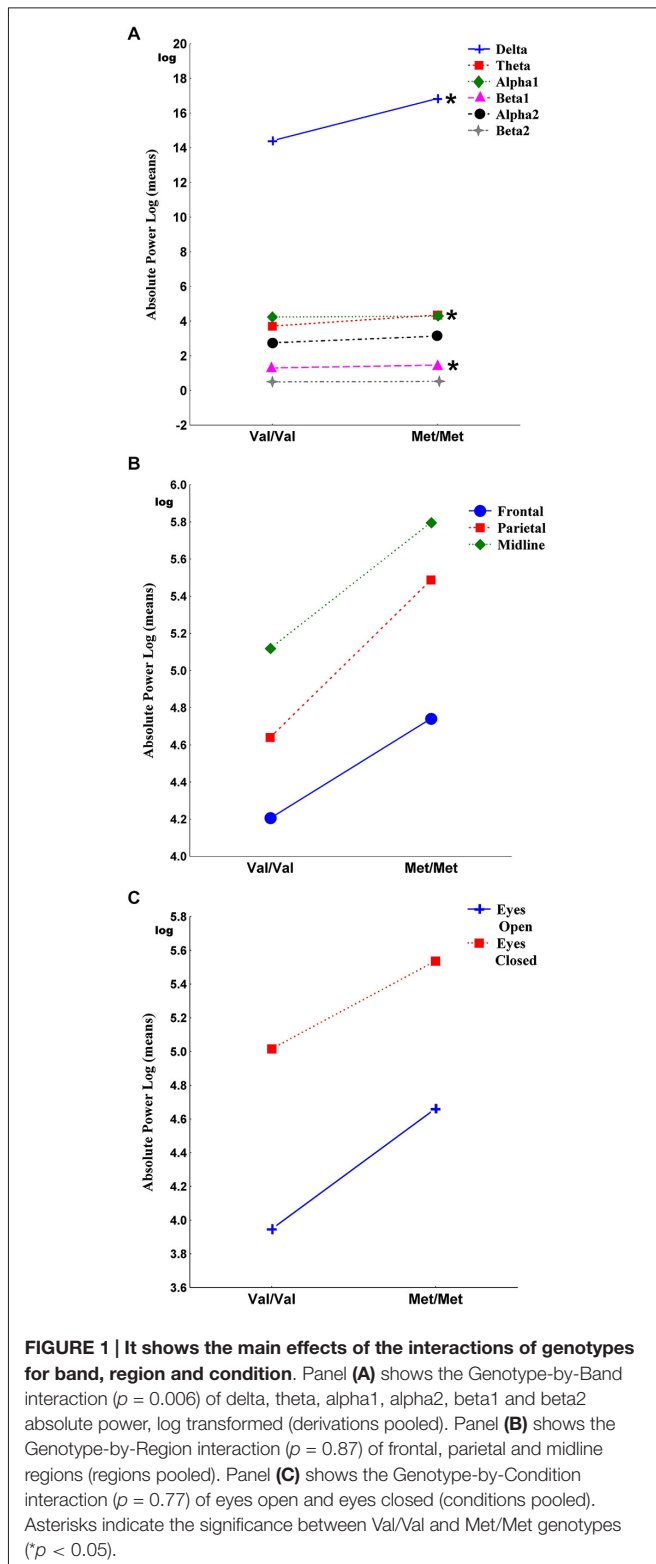 A
log
20
18
16
14
12
10
8
6
4
2
0
-2
Absolute Power Log (means)
Val/Val Met/Met
Delta
Theta
Alpha1
Beta1
Alpha2
Beta2
*
*
*
B
log
6.0
5.8
5.6
5.4
5.2
5.0
4.8
4.6
4.4
4.2
4.0
Absolute Power Log (means)
Val/Val Met/Met
Frontal
Parietal
Midline
C
log
5.8
5.6
5.4
5.2
5.0
4.8
4.6
4.4
4.2
4.0
3.8
3.6
Absolute Power Log (means)
Val/Val Met/Met
Eyes
Open
Eyes
Closed
FIGURE 1 | It shows the main effects of the interactions of genotypes
for band, region and condition. Panel (A) shows the Genotype-by-Band
interaction (p = 0.006) of delta, theta, alpha1, alpha2, beta1 and beta2
absolute power, log transformed (derivations pooled). Panel (B) shows the
Genotype-by-Region interaction (p = 0.87) of frontal, parietal and midline
regions (regions pooled). Panel (C) shows the Genotype-by-Condition
interaction (p = 0.77) of eyes open and eyes closed (conditions pooled).
Asterisks indicate the significance between Val/Val and Met/Met genotypes
(*p < 0.05).